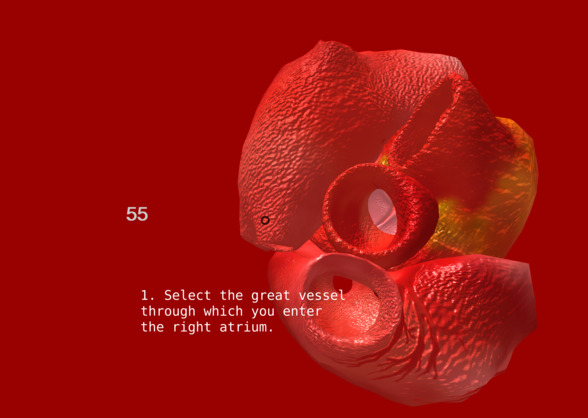 55
1. Select the great vessel
through which you enter
the right atrium.